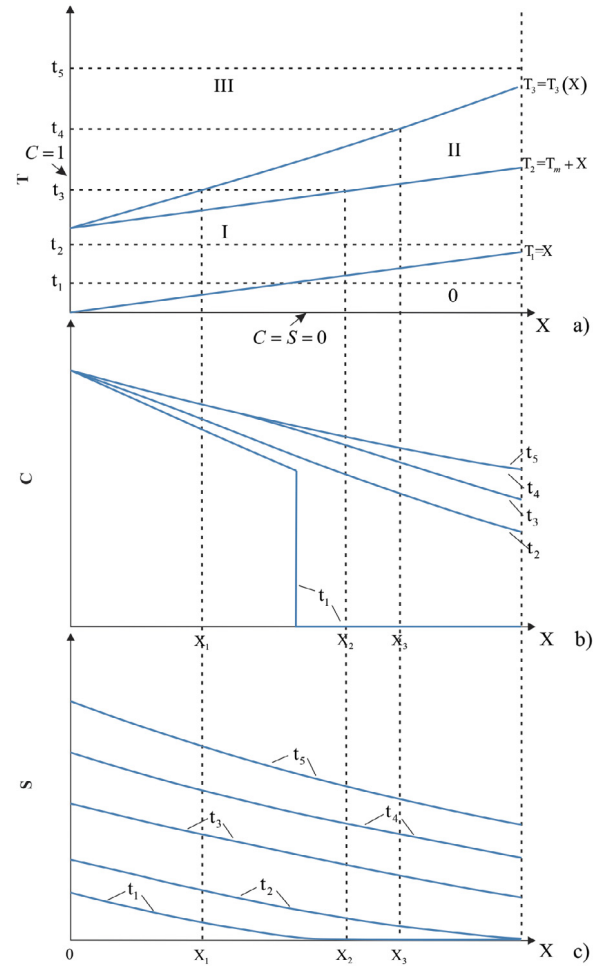 t₅
III
T₃=T₃(X)
t₄
II
C = 1
T
t₃
T₂=Tₘ+X
I
t₂
T₁=X
t₁
0
X
a)
C = S = 0
C
t₅
t₄
t₃
t₂
t₁
X₁
X₂
X₃
X
b)
S
t₅
t₃
t₄
t₁
t₂
0
X₁
X₂
X₃
X
c)